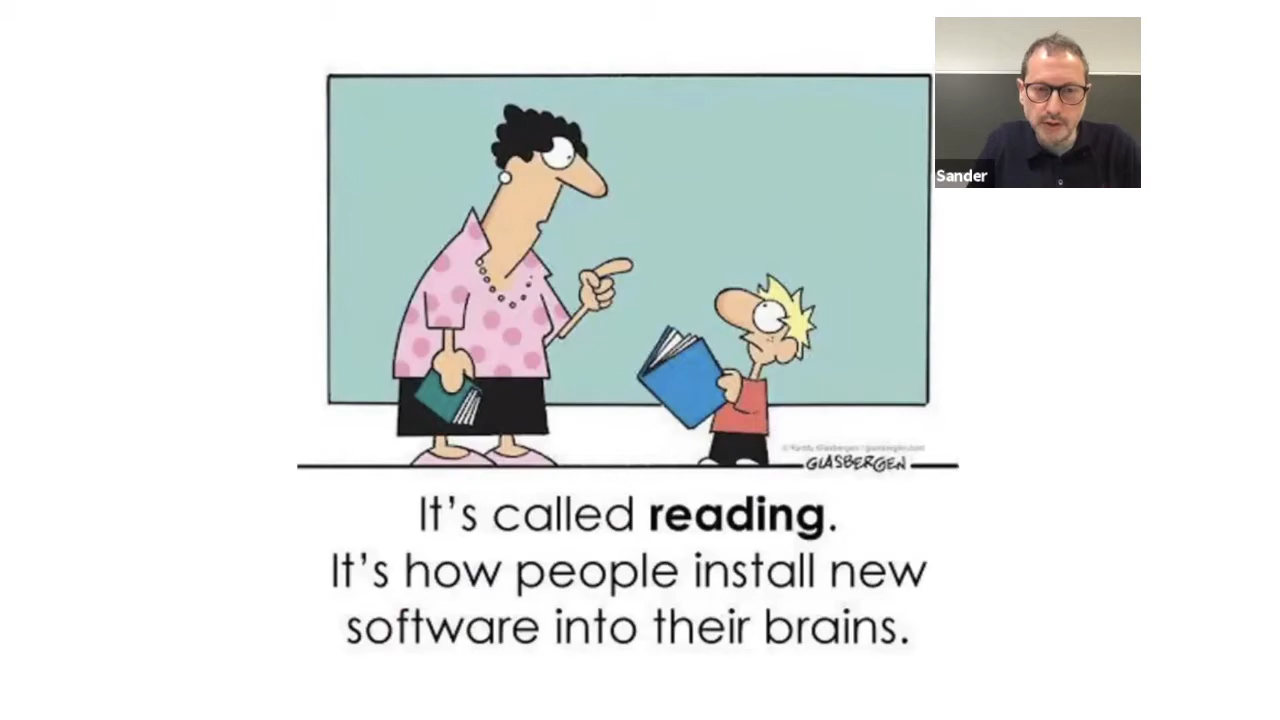 Sander
GLASBERGEN
It's called reading.
It's how people install new
software into their brains.